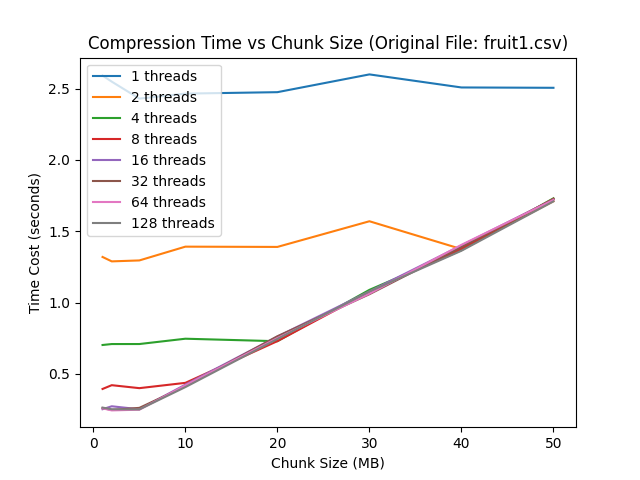 Compression Time vs Chunk Size (Original File: fruit1.csv)
Time Cost (seconds)
2.5
2.0
1.5
1.0
0.5
1 threads
2 threads
4 threads
8 threads
16 threads
32 threads
64 threads
128 threads
0
10
20
30
40
50
Chunk Size (MB)